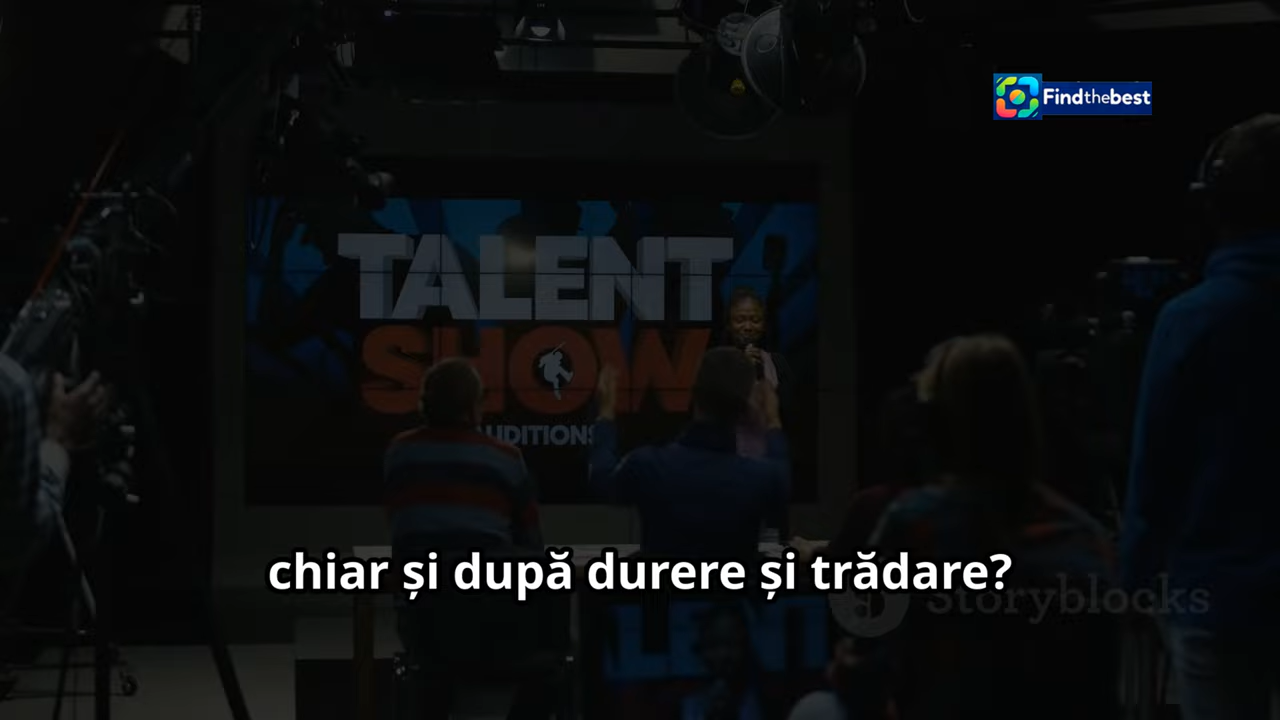 Findthebest
TALENT
SHOW
AUDITIONS
chiar și după durere și trădare?
Storyblocks